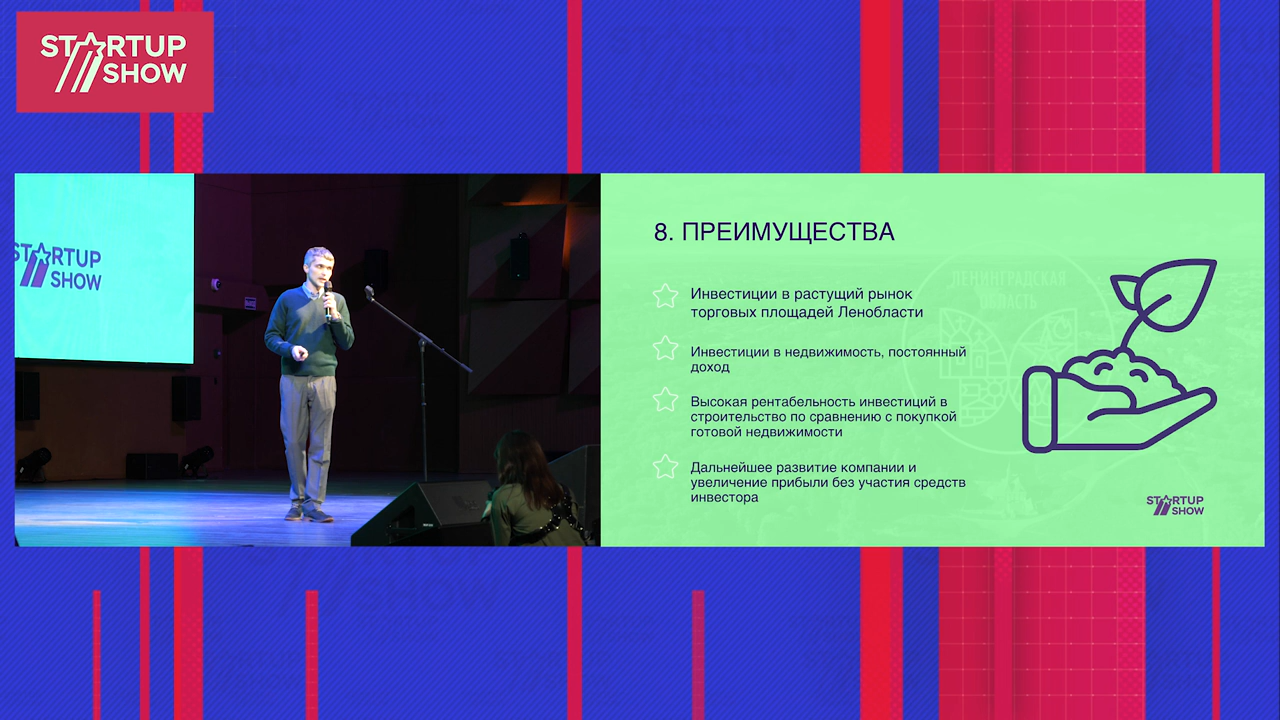 STARTUP
SHOW
STARTUP
SHOW
8. ПРЕИМУЩЕСТВА
ЛЕНИНГРАДСКАЯ
Инвестиции в растущий рынок
торговых площадей Ленобласти
Инвестиции в недвижимость, постоянный
доход
Высокая рентабельность инвестиций в
строительство по сравнению с покупкой
готовой недвижимости
Дальнейшее развитие компании и
увеличение прибыли без участия средств
инвестора
STARTUP
SHOW